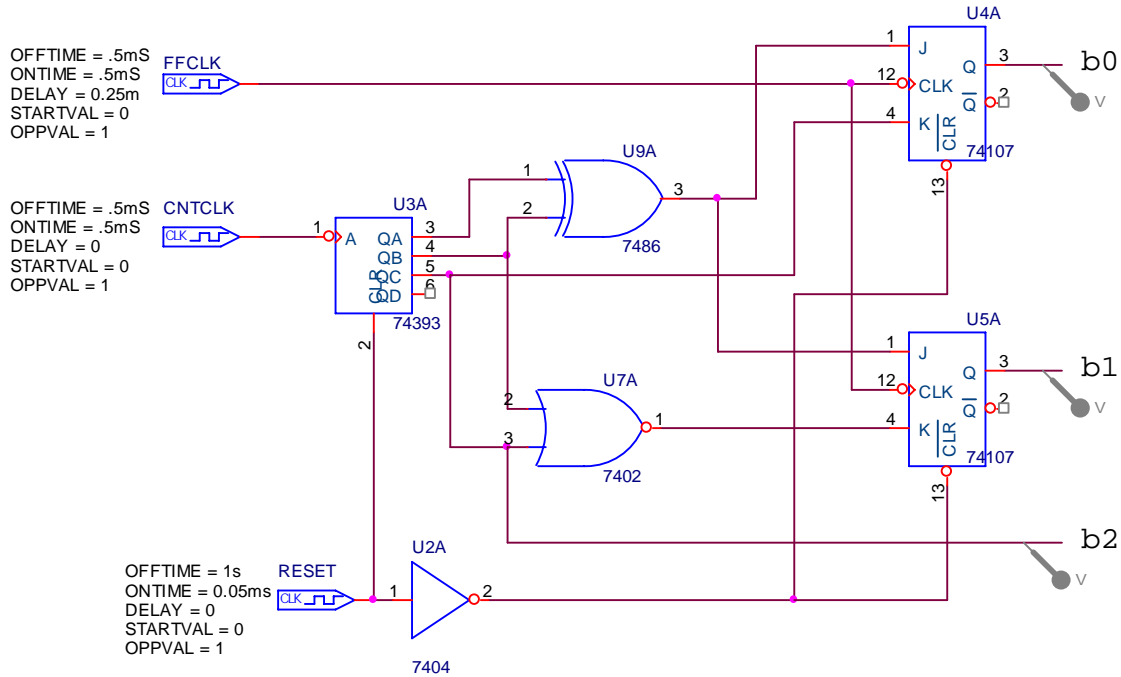 OFFTIME = .5mS
ONTIME = .5mS
DELAY = 0.25m
STARTVAL = 0
OPPVAL = 1
FFCLK
CLK
OFFTIME = .5mS
ONTIME = .5mS
DELAY = 0
STARTVAL = 0
OPPVAL = 1
CNTCLK
CLK
U3A
1
A
QA
3
QB
4
QC
5
QD
6
CLR
2
74393
U9A
1
2
3
7486
U7A
2
3
1
7402
U4A
1
J
12
CLK
4
K
CLR
Q
3
Q
2
74107
13
b0
V
U5A
1
J
12
CLK
4
K
CLR
Q
3
Q
2
74107
13
b1
V
b2
V
OFFTIME = 1s
ONTIME = 0.05ms
DELAY = 0
STARTVAL = 0
OPPVAL = 1
RESET
CLK
U2A
1
2
7404